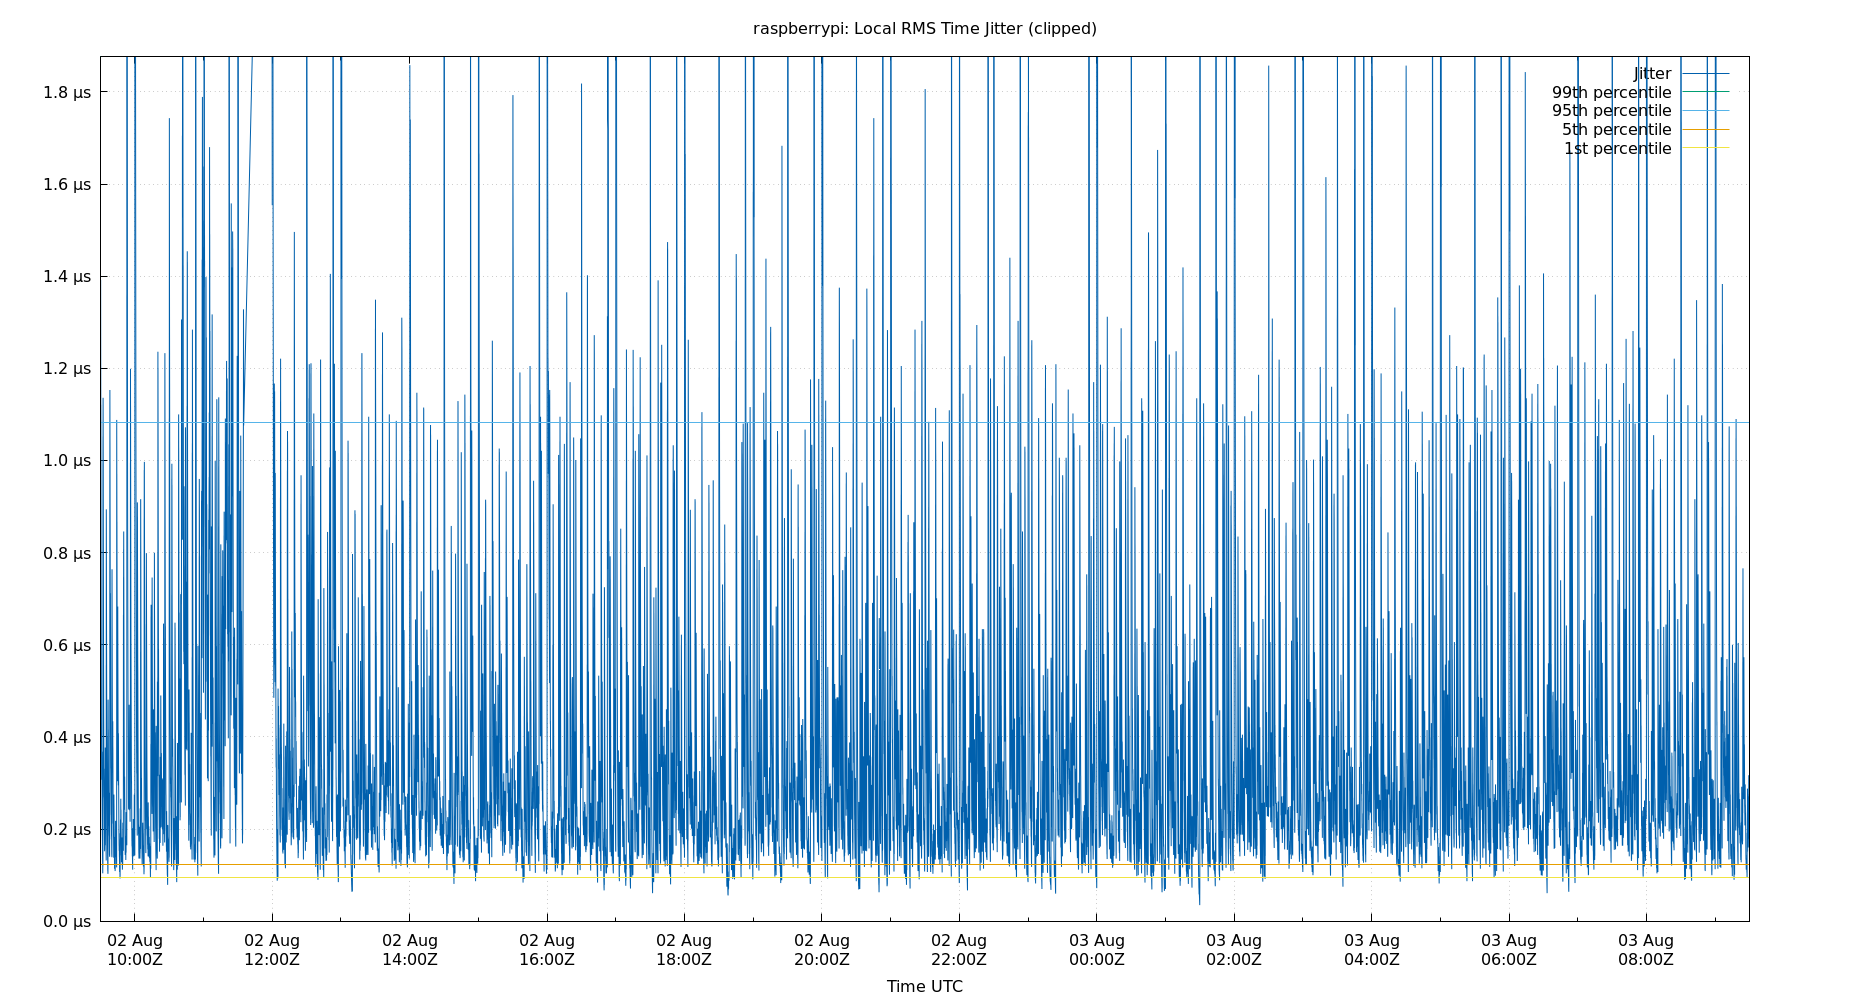 raspberrypi: Local RMS Time Jitter (clipped)
Jitter
99th percentile
95th percentile
5th percentile
1st percentile
1.8 µs
1.6 µs
1.4 µs
1.2 µs
1.0 µs
0.8 µs
0.6 µs
0.4 µs
0.2 µs
0.0 µs
02 Aug 02 Aug 02 Aug 02 Aug 02 Aug 02 Aug 02 Aug 03 Aug 03 Aug 03 Aug 03 Aug 03 Aug
10:00Z 12:00Z 14:00Z 16:00Z 18:00Z 20:00Z 22:00Z 00:00Z 02:00Z 04:00Z 06:00Z 08:00Z
Time UTC